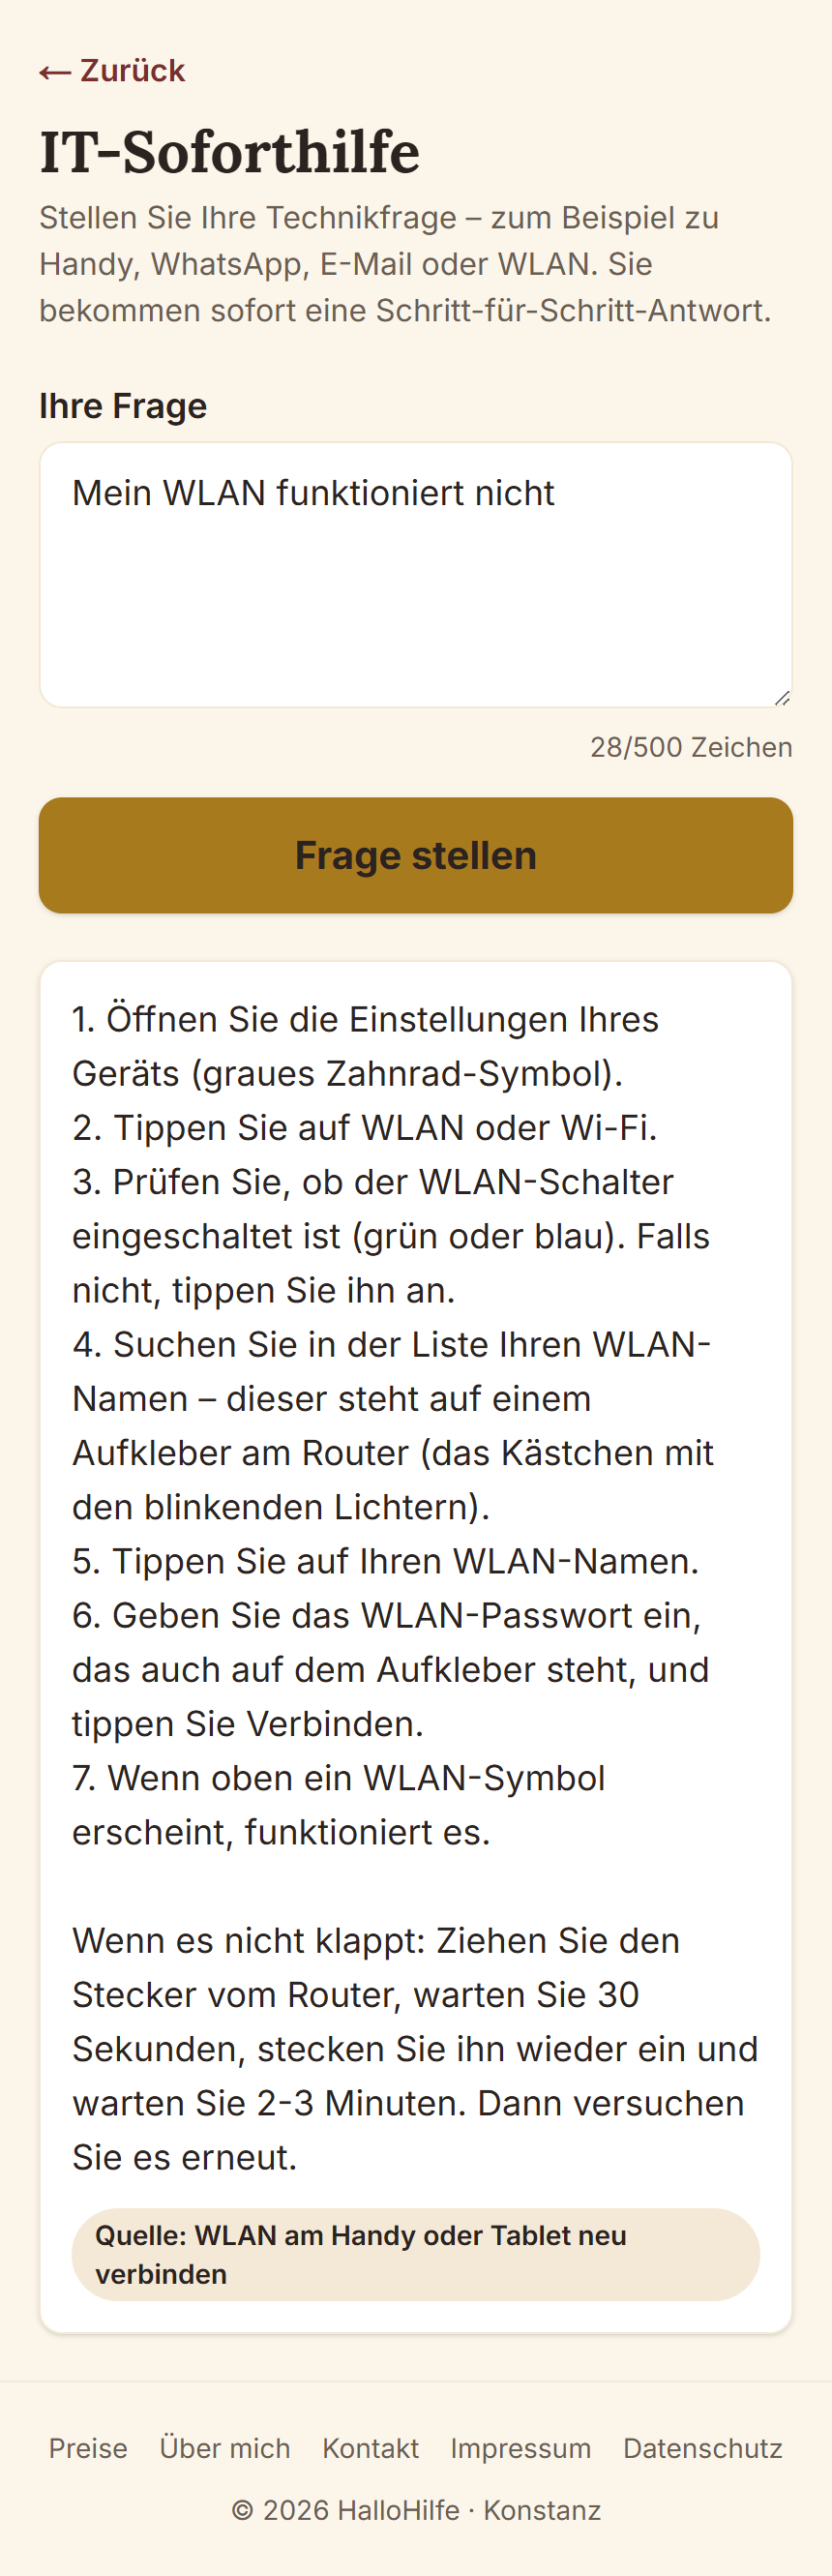 ← Zurück
IT-Soforthilfe
Stellen Sie Ihre Technikfrage – zum Beispiel zu
Handy, WhatsApp, E-Mail oder WLAN. Sie
bekommen sofort eine Schritt-für-Schritt-Antwort.
Ihre Frage
Mein WLAN funktioniert nicht
28/500 Zeichen
Frage stellen
1. Öffnen Sie die Einstellungen Ihres
Geräts (graues Zahnrad-Symbol).
2. Tippen Sie auf WLAN oder Wi-Fi.
3. Prüfen Sie, ob der WLAN-Schalter
eingeschaltet ist (grün oder blau). Falls
nicht, tippen Sie ihn an.
4. Suchen Sie in der Liste Ihren WLAN-
Namen – dieser steht auf einem
Aufkleber am Router (das Kästchen mit
den blinkenden Lichtern).
5. Tippen Sie auf Ihren WLAN-Namen.
6. Geben Sie das WLAN-Passwort ein,
das auch auf dem Aufkleber steht, und
tippen Sie Verbinden.
7. Wenn oben ein WLAN-Symbol
erscheint, funktioniert es.
Wenn es nicht klappt: Ziehen Sie den
Stecker vom Router, warten Sie 30
Sekunden, stecken Sie ihn wieder ein und
warten Sie 2-3 Minuten. Dann versuchen
Sie es erneut.
Quelle: WLAN am Handy oder Tablet neu
verbinden
Preise Über mich Kontakt Impressum Datenschutz
© 2026 HalloHilfe · Konstanz